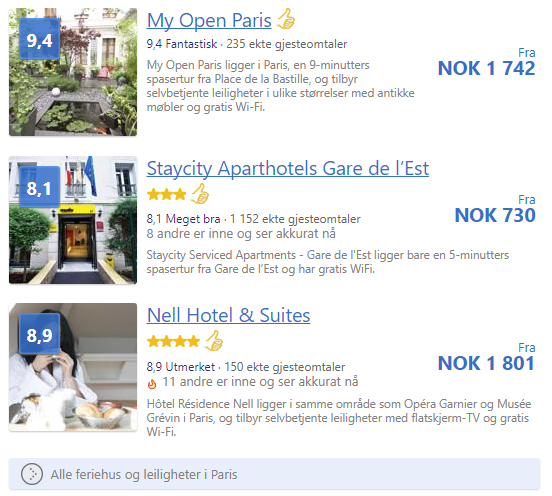 9,4
My Open Paris
9,4 Fantastisk · 235 ekte gjesteomtaler
My Open Paris ligger i Paris, en 9-minutters
spasertur fra Place de la Bastille, og tilbyr
selvbetjente leiligheter i ulike størrelser med antikke
møbler og gratis Wi-Fi.
Fra
NOK 1 742
8,1
Staycity Aparthotels Gare de l’Est
8,1 Meget bra · 1 152 ekte gjesteomtaler
8 andre er inne og ser akkurat nå
Staycity Serviced Apartments - Gare de l'Est ligger bare en 5-minutters
spasertur fra Gare de l’Est og har gratis WiFi.
Fra
NOK 730
8,9
Nell Hotel & Suites
8,9 Utmerket · 150 ekte gjesteomtaler
11 andre er inne og ser akkurat nå
Hôtel Résidence Nell ligger i samme område som Opéra Garnier og Musée
Grévin i Paris, og tilbyr selvbetjente leiligheter med flatskjerm-TV og gratis
Wi-Fi.
Fra
NOK 1 801
Alle feriehus og leiligheter i Paris